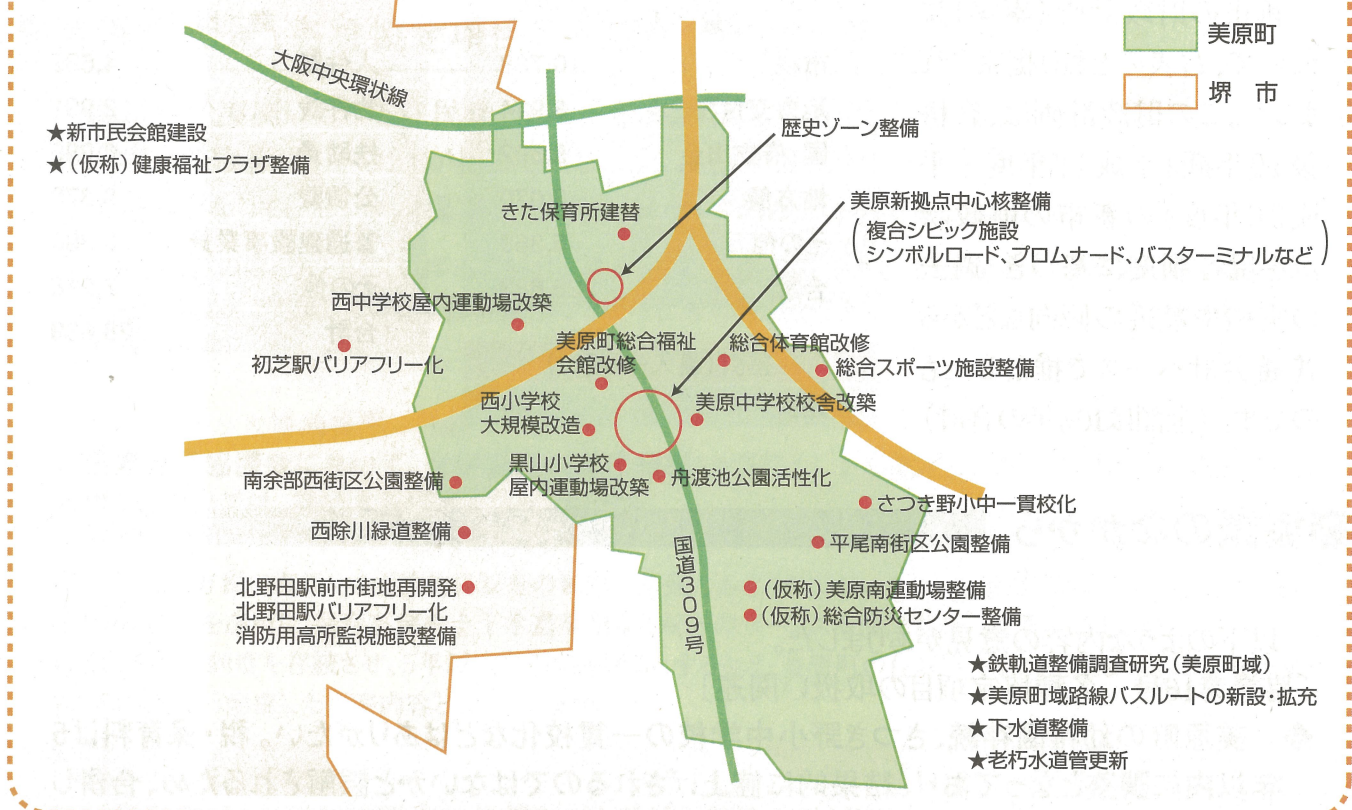 美原町
堺 市
大阪中央環状線
★新市民会館建設
★(仮称)健康福祉プラザ整備
歴史ゾーン整備
美原新拠点中心核整備
(複合シビック施設
シンボルロード、プロムナード、バスターミナルなど)
きた保育所建替
西中学校屋内運動場改築
初芝駅バリアフリー化
美原町総合福祉
会館改修
総合体育館改修
総合スポーツ施設整備
西小学校
大規模改造
美原中学校校舎改築
黒山小学校
屋内運動場改築
舟渡池公園活性化
南余部西街区公園整備
さつき野小中一貫校化
西除川緑道整備
平尾南街区公園整備
国道309号
北野田駅前市街地再開発
北野田駅バリアフリー化
消防用高所監視施設整備
(仮称)美原南運動場整備
(仮称)総合防災センター整備
★鉄軌道整備調査研究(美原町域)
★美原町域路線バスルートの新設・拡充
★下水道整備
★老朽水道管更新